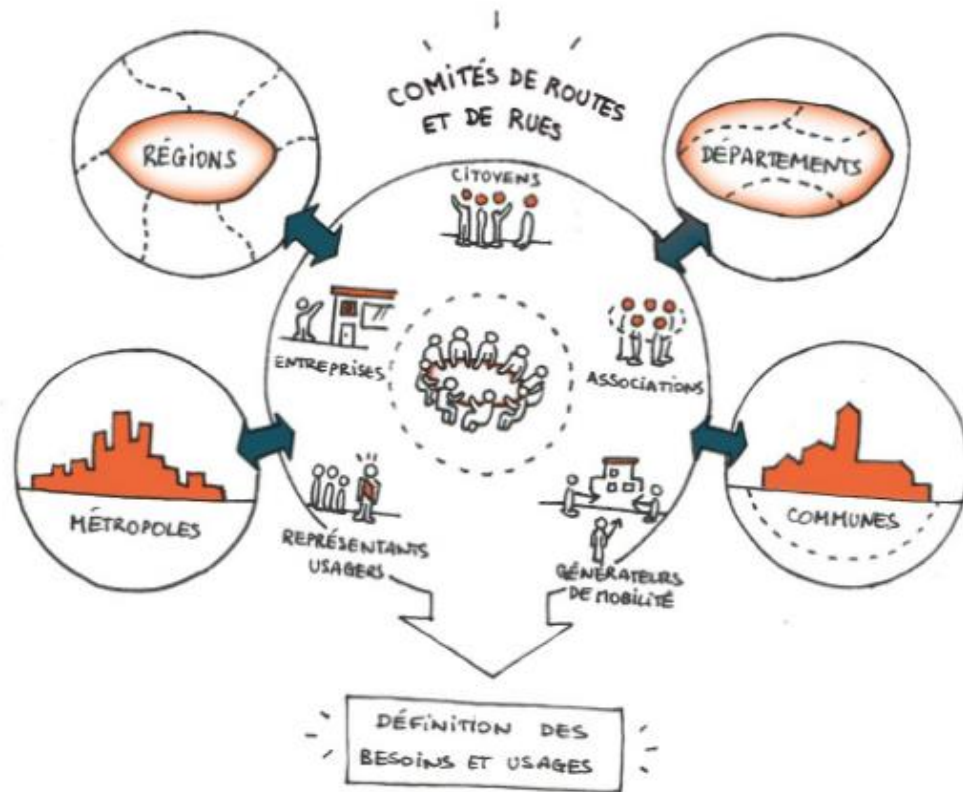 COMITÉS DE ROUTES
ET DE RUES
RÉGIONS
DÉPARTEMENTS
CITOYENS
ENTREPRISES
ASSOCIATIONS
MÉTROPOLES
COMMUNES
REPRÉSENTANTS
USAGERS
GÉNÉRATEURS
DE MOBILITÉ
DÉFINITION DES
BESOINS ET USAGES